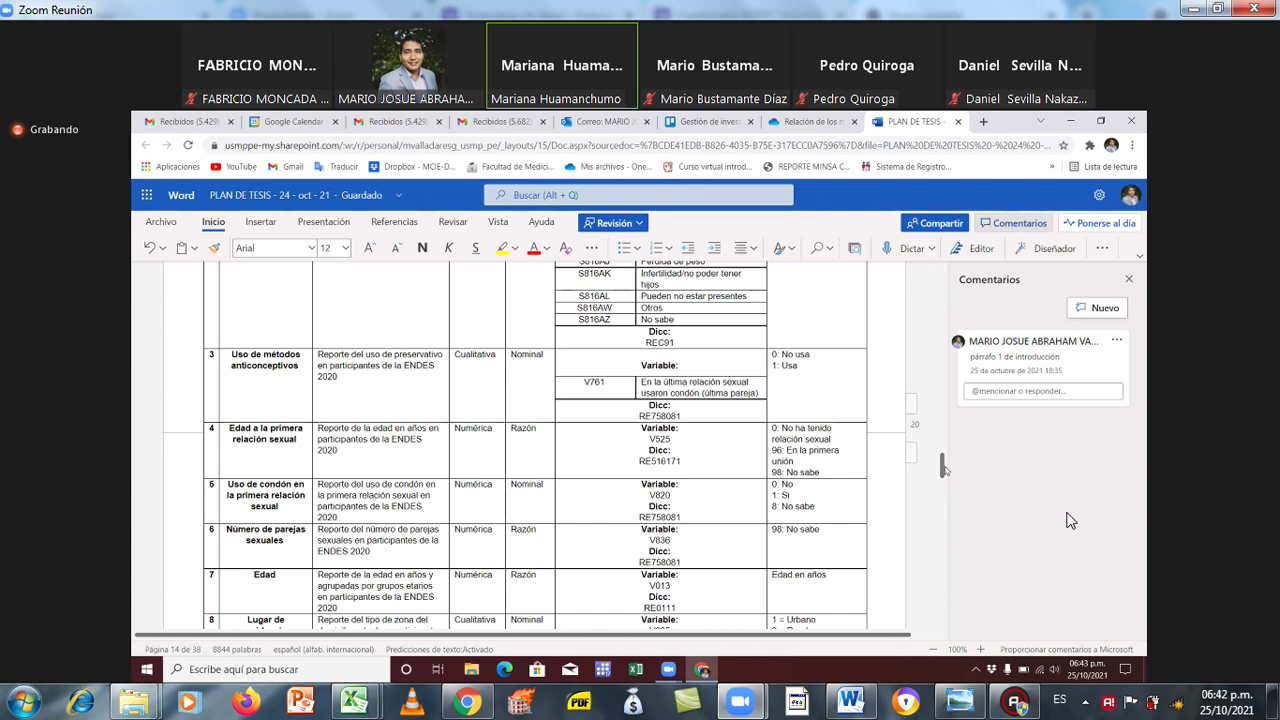 Zoom Reunión
FABRICIO MON...
Mariana Huama...
Mario Bustama...
Pedro Quiroga
Daniel Sevilla N...
FABRICIO MONCADA ...
MARIO JOSUE ABRAHA...
Mariana Huamanchumo
Mario Bustamante Díaz
Pedro Quiroga
Daniel Sevilla Nakaz...
Grabando
Recibidos (5.429)
Google Calendar
Recibidos (5.429)
Recibidos (5.682)
Correo: MARIO J
Gestión de inves
Relación de los m
PLAN DE TESIS
usmppe-my.sharepoint.com/:w:/r/personal/mvalladaresg_usmp_pe/_layouts/15/Doc.aspx?sourcedoc=%7BCDE41EDB-B826-4035-B75E-317ECC0A7596%7D&file=PLAN%20DE%20TESIS%20-%2024%20-...
Aplicaciones
YouTube
Gmail
Traducir
Dropbox - MCIE-D...
Facultad de Medici...
Mis archivos - One...
Curso virtual introd...
REPORTE MINSA C...
Sistema de Registro...
Lista de lectura
Word
PLAN DE TESIS - 24 - oct - 21 - Guardado
Buscar (Alt + Q)
Archivo
Inicio
Insertar
Presentación
Referencias
Revisar
Vista
Ayuda
Revisión
Compartir
Comentarios
Ponerse al día
Arial
12
N
K
S
Dictar
Editor
Diseñador
S816AJ
Pérdida de peso
S816AK
Infertilidad/no poder tener
hijos
S816AL
Pueden no estar presentes
S816AW
Otros
S816AZ
No sabe
Dicc:
REC91
3
Uso de métodos
anticonceptivos
Reporte del uso de preservativo
en participantes de la ENDES
2020
Cualitativa
Nominal
Variable:
V761
En la última relación sexual
usaron condón (última pareja)
Dicc:
RE758081
0: No usa
1: Usa
4
Edad a la primera
relación sexual
Reporte de la edad en años en
participantes de la ENDES
2020
Numérica
Razón
Variable:
V525
Dicc:
RE516171
0: No ha tenido
relación sexual
96: En la primera
unión
98: No sabe
5
Uso de condón en
la primera relación
sexual
Reporte del uso de condón en
la primera relación sexual en
participantes de la ENDES
2020
Numérica
Nominal
Variable:
V820
Dicc:
RE758081
0: No
1: Si
8: No sabe
6
Número de parejas
sexuales
Reporte del número de parejas
sexuales en participantes de la
ENDES 2020
Numérica
Razón
Variable:
V836
Dicc:
RE758081
98: No sabe
7
Edad
Reporte de la edad en años y
agrupadas por grupos etarios
en participantes de la ENDES
2020
Numérica
Razón
Variable:
V013
Dicc:
RE0111
Edad en años
8
Lugar de
Reporte del tipo de zona del
Cualitativa
Nominal
Variable:
1 = Urbano
20
Comentarios
Nuevo
MARIO JOSUE ABRAHAM VA...
párrafo 1 de introducción
25 de octubre de 2021 18:35
@mencionar o responder...
Página 14 de 38
8844 palabras
español (alfab. internacional)
Predicciones de texto:Activado
100%
Proporcionar comentarios a Microsoft
Escribe aquí para buscar
06:43 p.m.
25/10/2021
PDF
ES
06:42 p.m.
25/10/2021